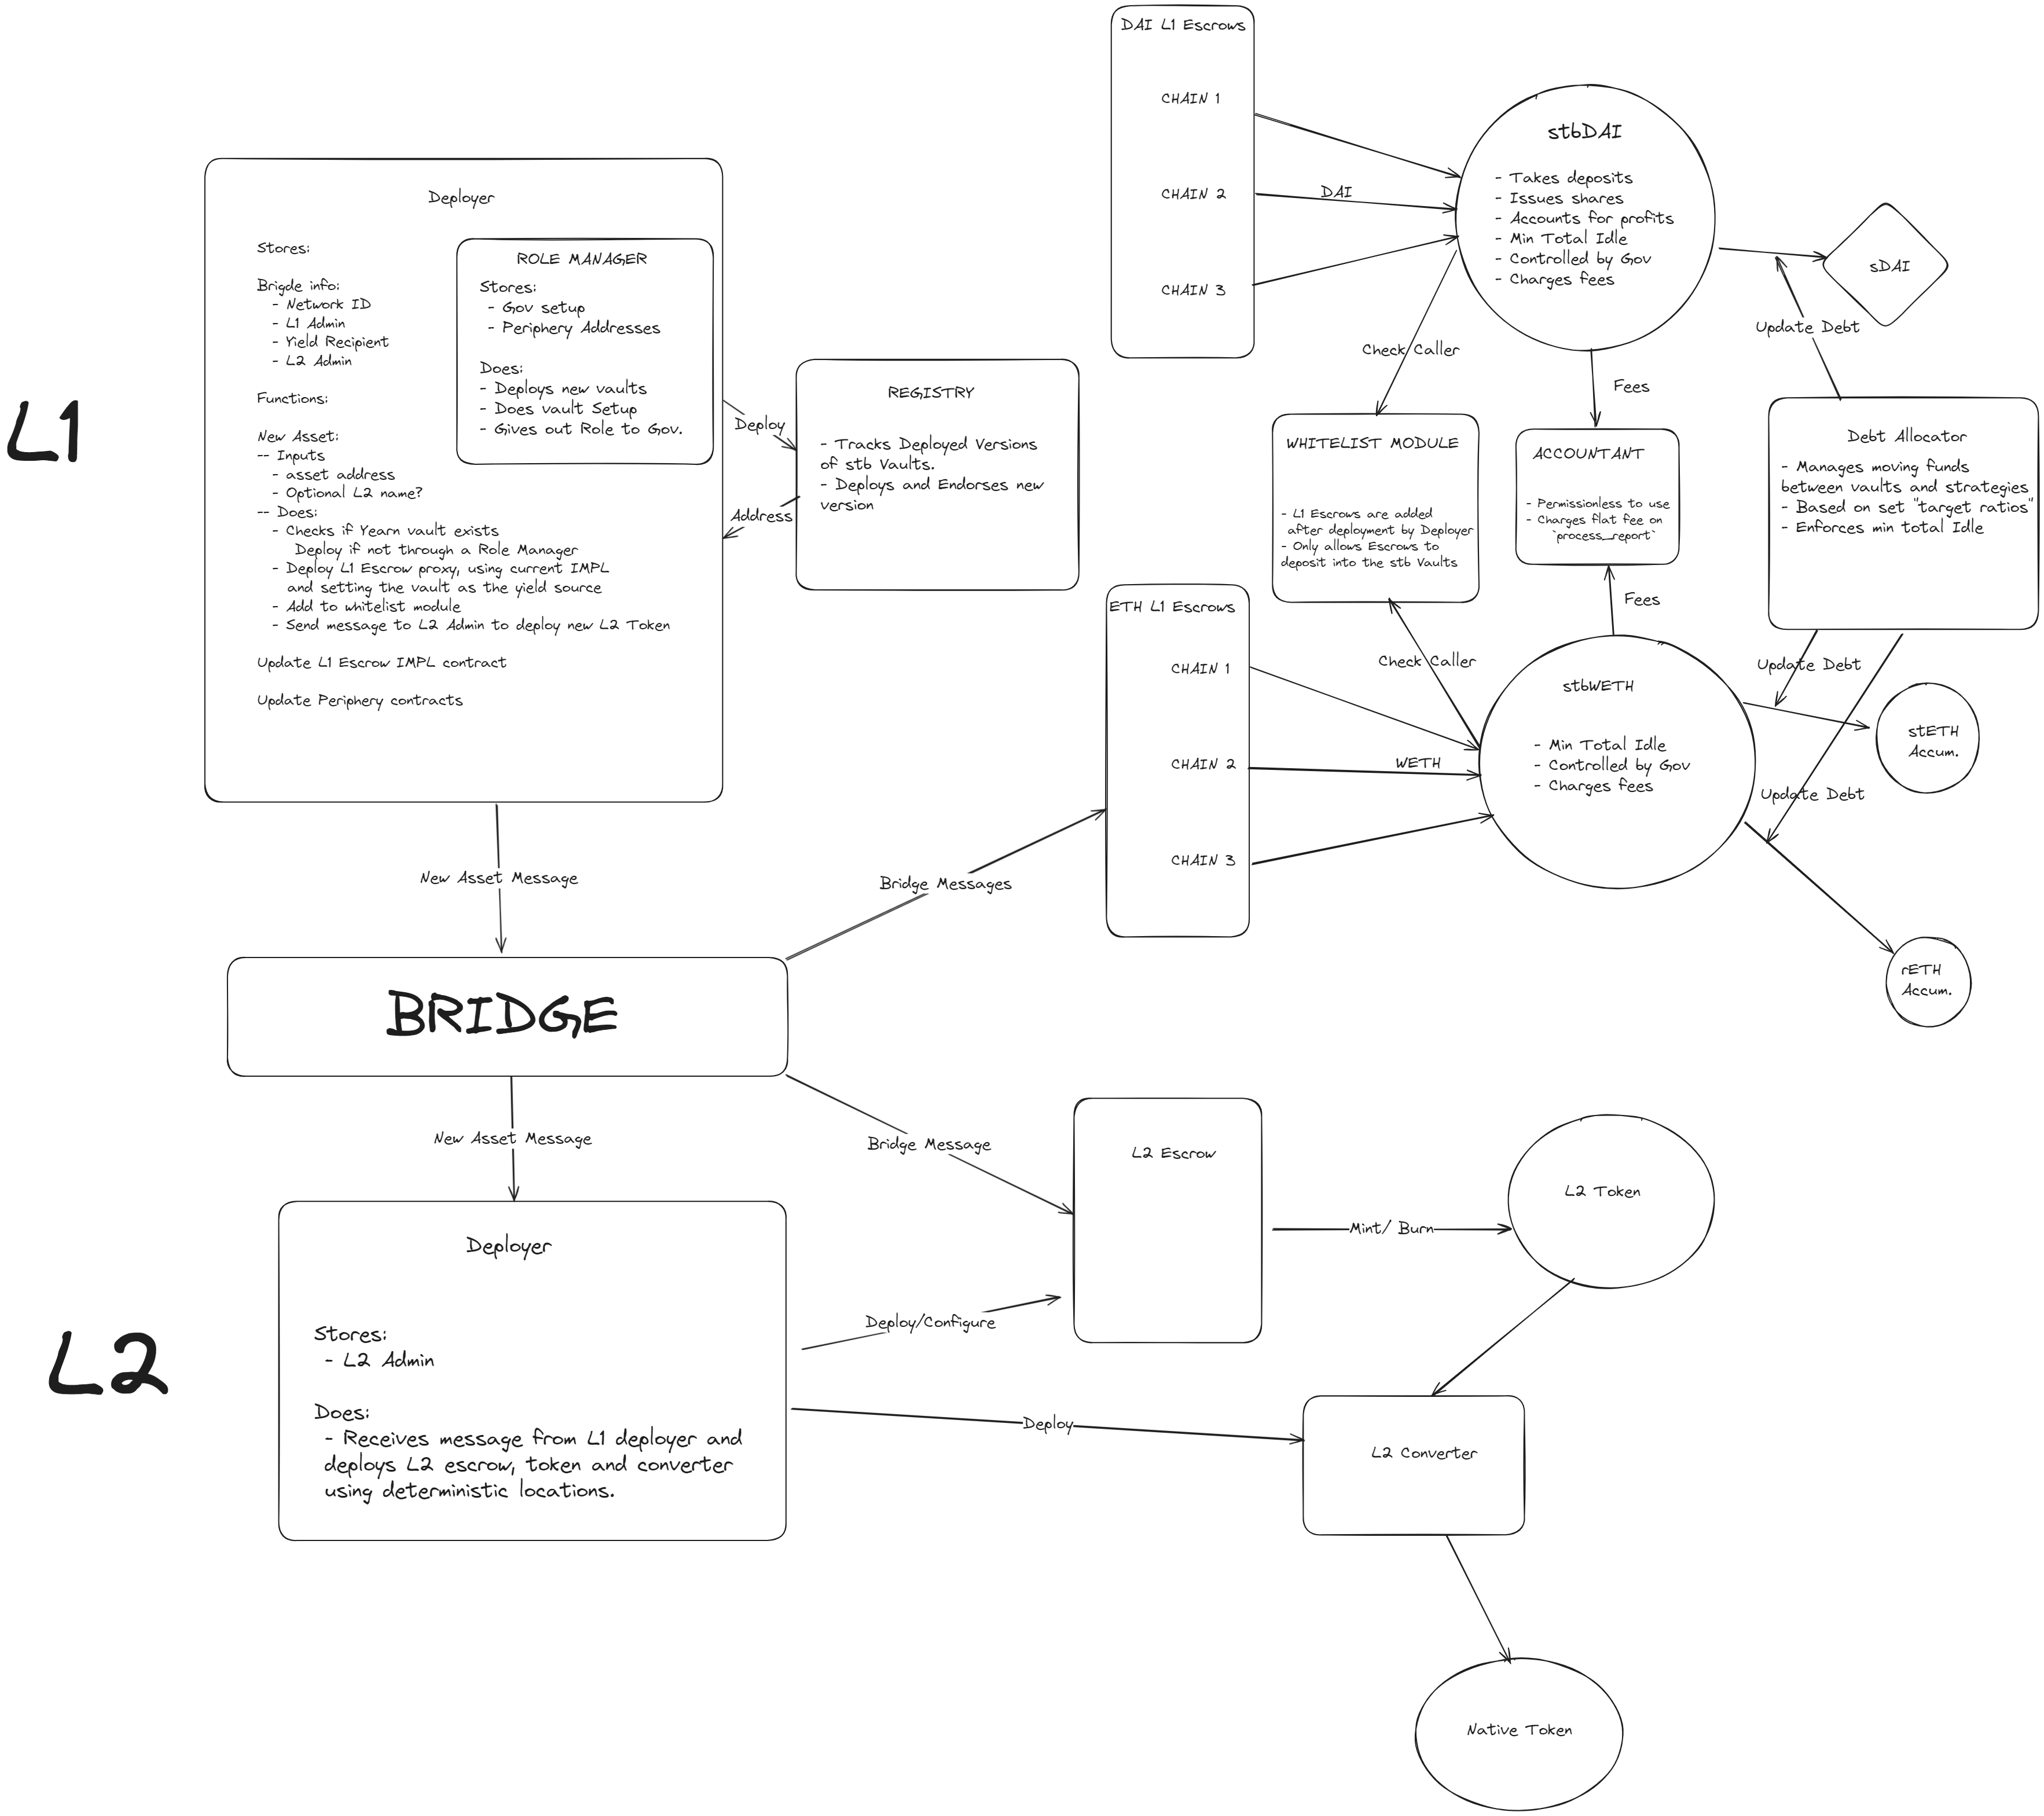 L1
Deployer
Stores:
Brigde info:
- Network ID
- L1 Admin
- Yield Recipient
- L2 Admin
Functions:
New Asset:
-- Inputs
- asset address
- Optional L2 name?
-- Does:
- Checks if Yearn vault exists
Deploy if not through a Role Manager
- Deploy L1 Escrow proxy, using current IMPL
and setting the vault as the yield source
- Add to whitelist module
- Send message to L2 Admin to deploy new L2 Token
Update L1 Escrow IMPL contract
Update Periphery contracts
ROLE MANAGER
Stores:
- Gov setup
- Periphery Addresses
Does:
- Deploys new vaults
- Does vault Setup
- Gives out Role to Gov.
Deploy
Address
REGISTRY
- Tracks Deployed Versions
of stb Vaults.
- Deploys and Endorses new
version
DAI L1 Escrows
CHAIN 1
CHAIN 2
CHAIN 3
DAI
stbDAI
- Takes deposits
- Issues shares
- Accounts for profits
- Min Total Idle
- Controlled by Gov
- Charges fees
sDAI
Update Debt
Check Caller
Fees
WHITELIST MODULE
- L1 Escrows are added
after deployment by Deployer
- Only allows Escrows to
deposit into the stb Vaults
ACCOUNTANT
- Permissionless to use
- Charges flat fee on
`process_report`
Debt Allocator
- Manages moving funds
between vaults and strategies
- Based on set "target ratios"
- Enforces min total Idle
ETH L1 Escrows
CHAIN 1
CHAIN 2
CHAIN 3
WETH
Check Caller
Fees
stbWETH
- Min Total Idle
- Controlled by Gov
- Charges fees
Update Debt
Update Debt
stETH
Accum.
rETH
Accum.
New Asset Message
Bridge Messages
BRIDGE
New Asset Message
Bridge Message
L2
Deployer
Stores:
- L2 Admin
Does:
- Receives message from L1 deployer and
deploys L2 escrow, token and converter
using deterministic locations.
Deploy/Configure
Deploy
L2 Escrow
Mint/ Burn
L2 Token
L2 Converter
Native Token